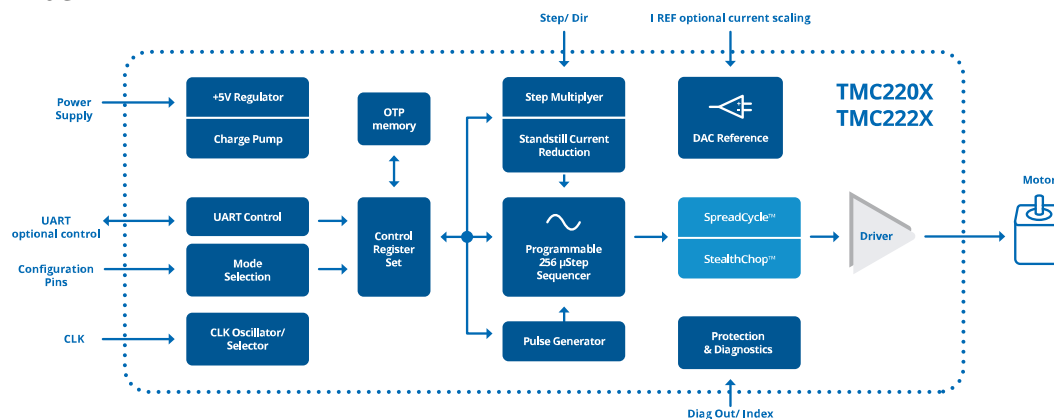 Step/ Dir
I REF optional current scaling
TMC220X
TMC222X
Power
Supply
+5V Regulator
Charge Pump
OTP
memory
Step Multiplyer
Standstill Current
Reduction
DAC Reference
Motor
UART
optional control
UART Control
Configuration
Pins
Mode
Selection
Control
Register
Set
Programmable
256 µStep
Sequencer
SpreadCycle™
StealthChop™
Driver
CLK
CLK Oscillator/
Selector
Pulse Generator
Protection
& Diagnostics
Diag Out/ Index